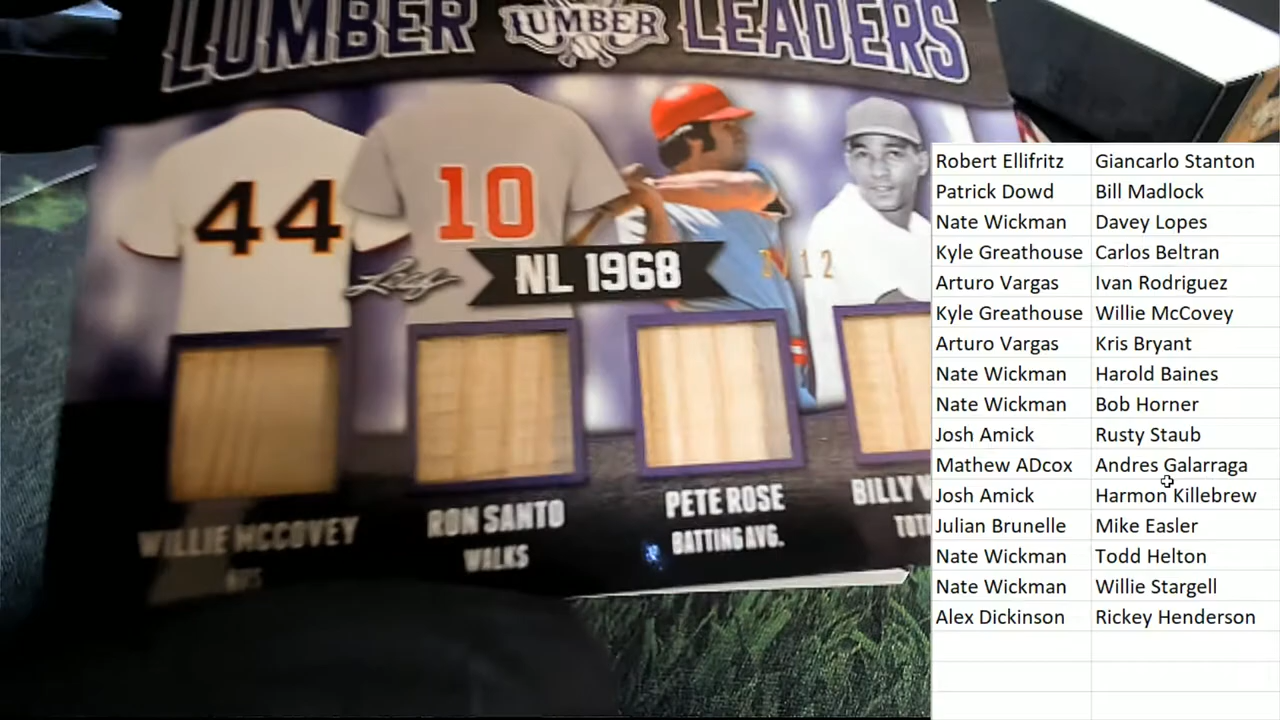 LUMBER LUMBER LEADERS
44 10
Leaf NL 1968
WILLIE MCCOVEY RON SANTO PETE ROSE BILLY
WALKS BATTING AVG.
Robert Ellifritz Giancarlo Stanton
Patrick Dowd Bill Madlock
Nate Wickman Davey Lopes
Kyle Greathouse Carlos Beltran
Arturo Vargas Ivan Rodriguez
Kyle Greathouse Willie McCovey
Arturo Vargas Kris Bryant
Nate Wickman Harold Baines
Nate Wickman Bob Horner
Josh Amick Rusty Staub
Mathew ADcox Andres Galarraga
Josh Amick Harmon Killebrew
Julian Brunelle Mike Easler
Nate Wickman Todd Helton
Nate Wickman Willie Stargell
Alex Dickinson Rickey Henderson